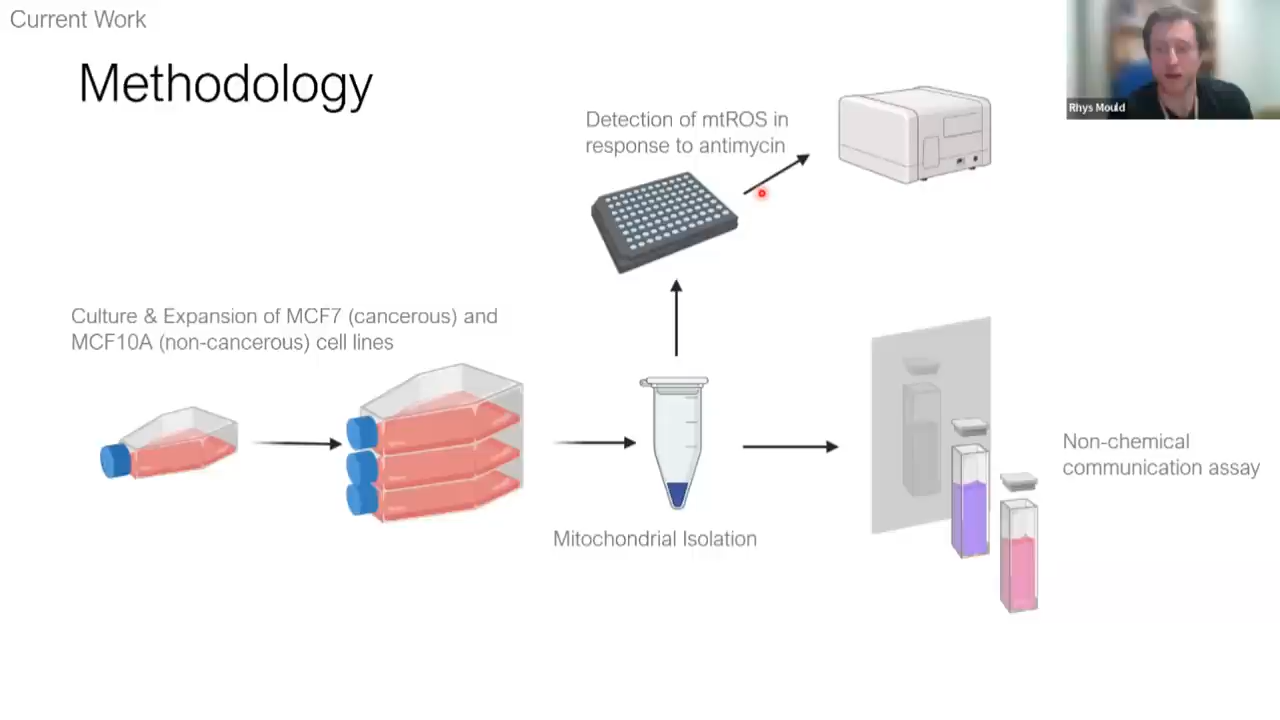 Current Work
Methodology
Rhys Mould
Detection of mtROS in
response to antimycin
Culture & Expansion of MCF7 (cancerous) and
MCF10A (non-cancerous) cell lines
Non-chemical
communication assay
Mitochondrial Isolation